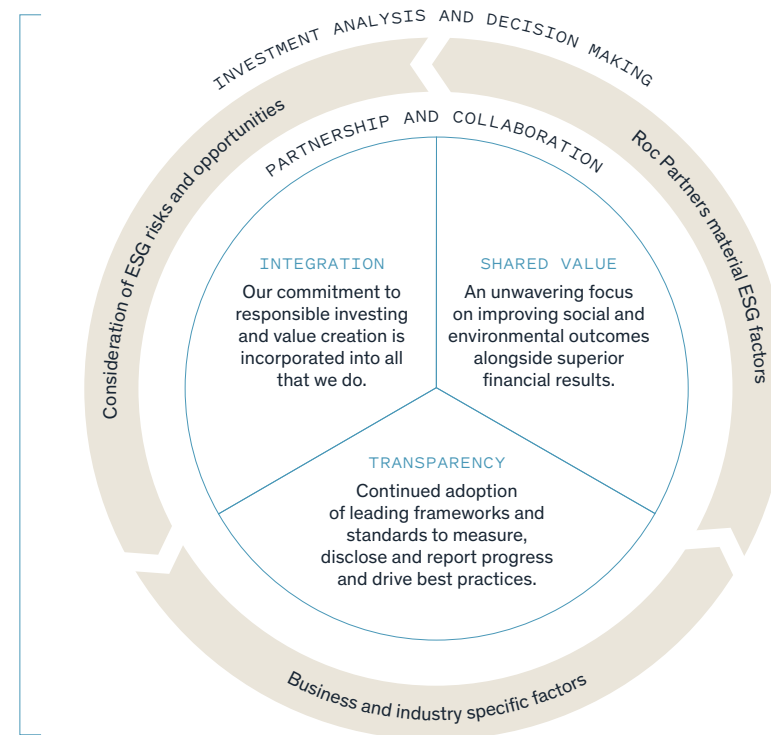 INVESTMENT ANALYSIS AND DECISION MAKING
PARTNERSHIP AND COLLABORATION
Consideration of ESG risks and opportunities
Roc Partners material ESG factors
INTEGRATION
Our commitment to
responsible investing
and value creation is
incorporated into all
that we do.
SHARED VALUE
An unwavering focus
on improving social and
environmental outcomes
alongside superior
financial results.
TRANSPARENCY
Continued adoption
of leading frameworks and
standards to measure,
disclose and report progress
and drive best practices.
Business and industry specific factors